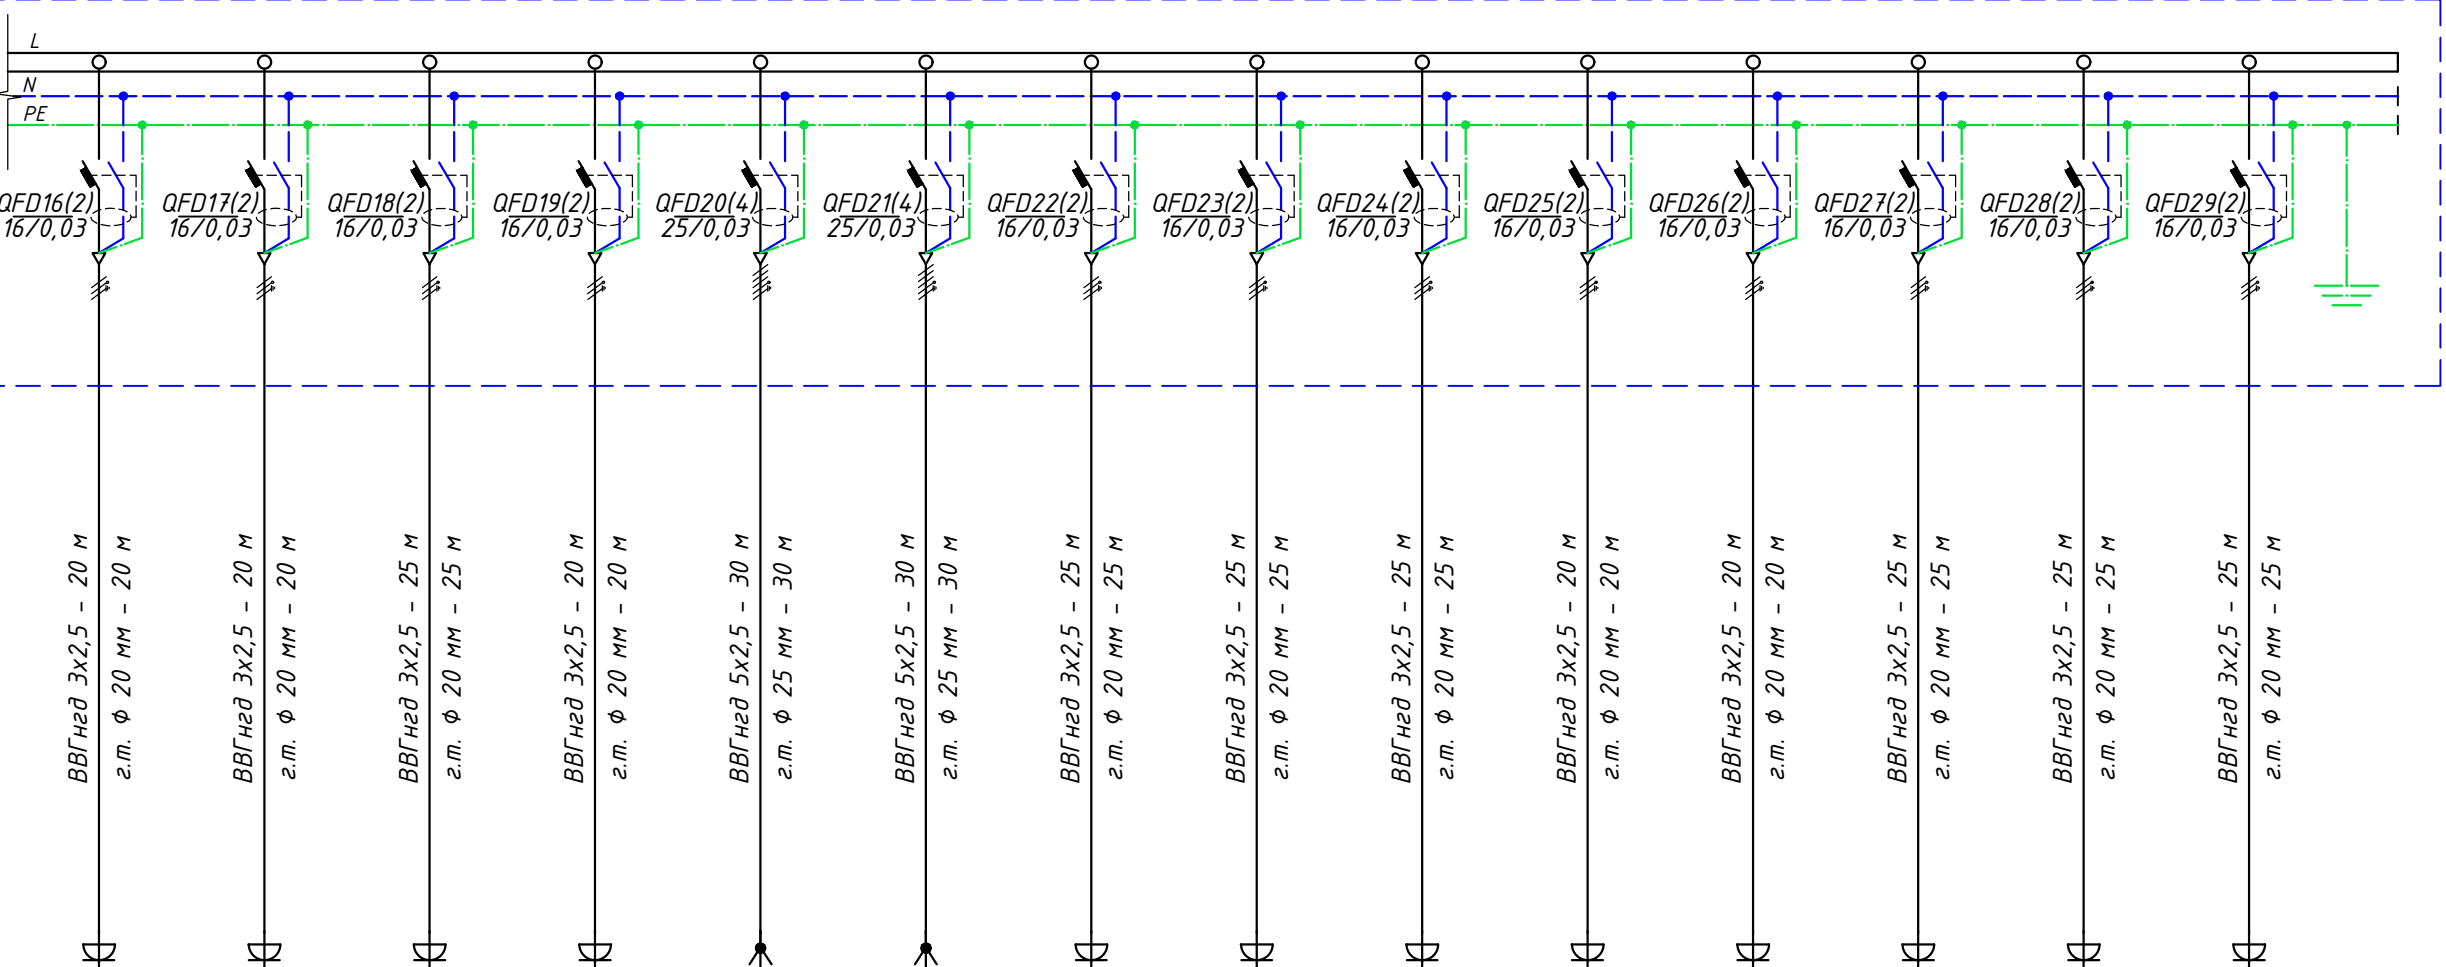 L
N
PE
QFD16(2)
16/0,03
QFD17(2)
16/0,03
QFD18(2)
16/0,03
QFD19(2)
16/0,03
QFD20(4)
25/0,03
QFD21(4)
25/0,03
QFD22(2)
16/0,03
QFD23(2)
16/0,03
QFD24(2)
16/0,03
QFD25(2)
16/0,03
QFD26(2)
16/0,03
QFD27(2)
16/0,03
QFD28(2)
16/0,03
QFD29(2)
16/0,03
ВВГнгд 3х2,5 - 20 м
г.т. Ф 20 мм - 20 м
ВВГнгд 3х2,5 - 20 м
г.т. Ф 20 мм - 20 м
ВВГнгд 3х2,5 - 25 м
г.т. Ф 20 мм - 25 м
ВВГнгд 3х2,5 - 20 м
г.т. Ф 20 мм - 20 м
ВВГнгд 5х2,5 - 30 м
г.т. Ф 25 мм - 30 м
ВВГнгд 5х2,5 - 30 м
г.т. Ф 25 мм - 30 м
ВВГнгд 3х2,5 - 25 м
г.т. Ф 20 мм - 25 м
ВВГнгд 3х2,5 - 25 м
г.т. Ф 20 мм - 25 м
ВВГнгд 3х2,5 - 25 м
г.т. Ф 20 мм - 25 м
ВВГнгд 3х2,5 - 20 м
г.т. Ф 20 мм - 20 м
ВВГнгд 3х2,5 - 20 м
г.т. Ф 20 мм - 20 м
ВВГнгд 3х2,5 - 25 м
г.т. Ф 20 мм - 25 м
ВВГнгд 3х2,5 - 25 м
г.т. Ф 20 мм - 25 м
ВВГнгд 3х2,5 - 25 м
г.т. Ф 20 мм - 25 м